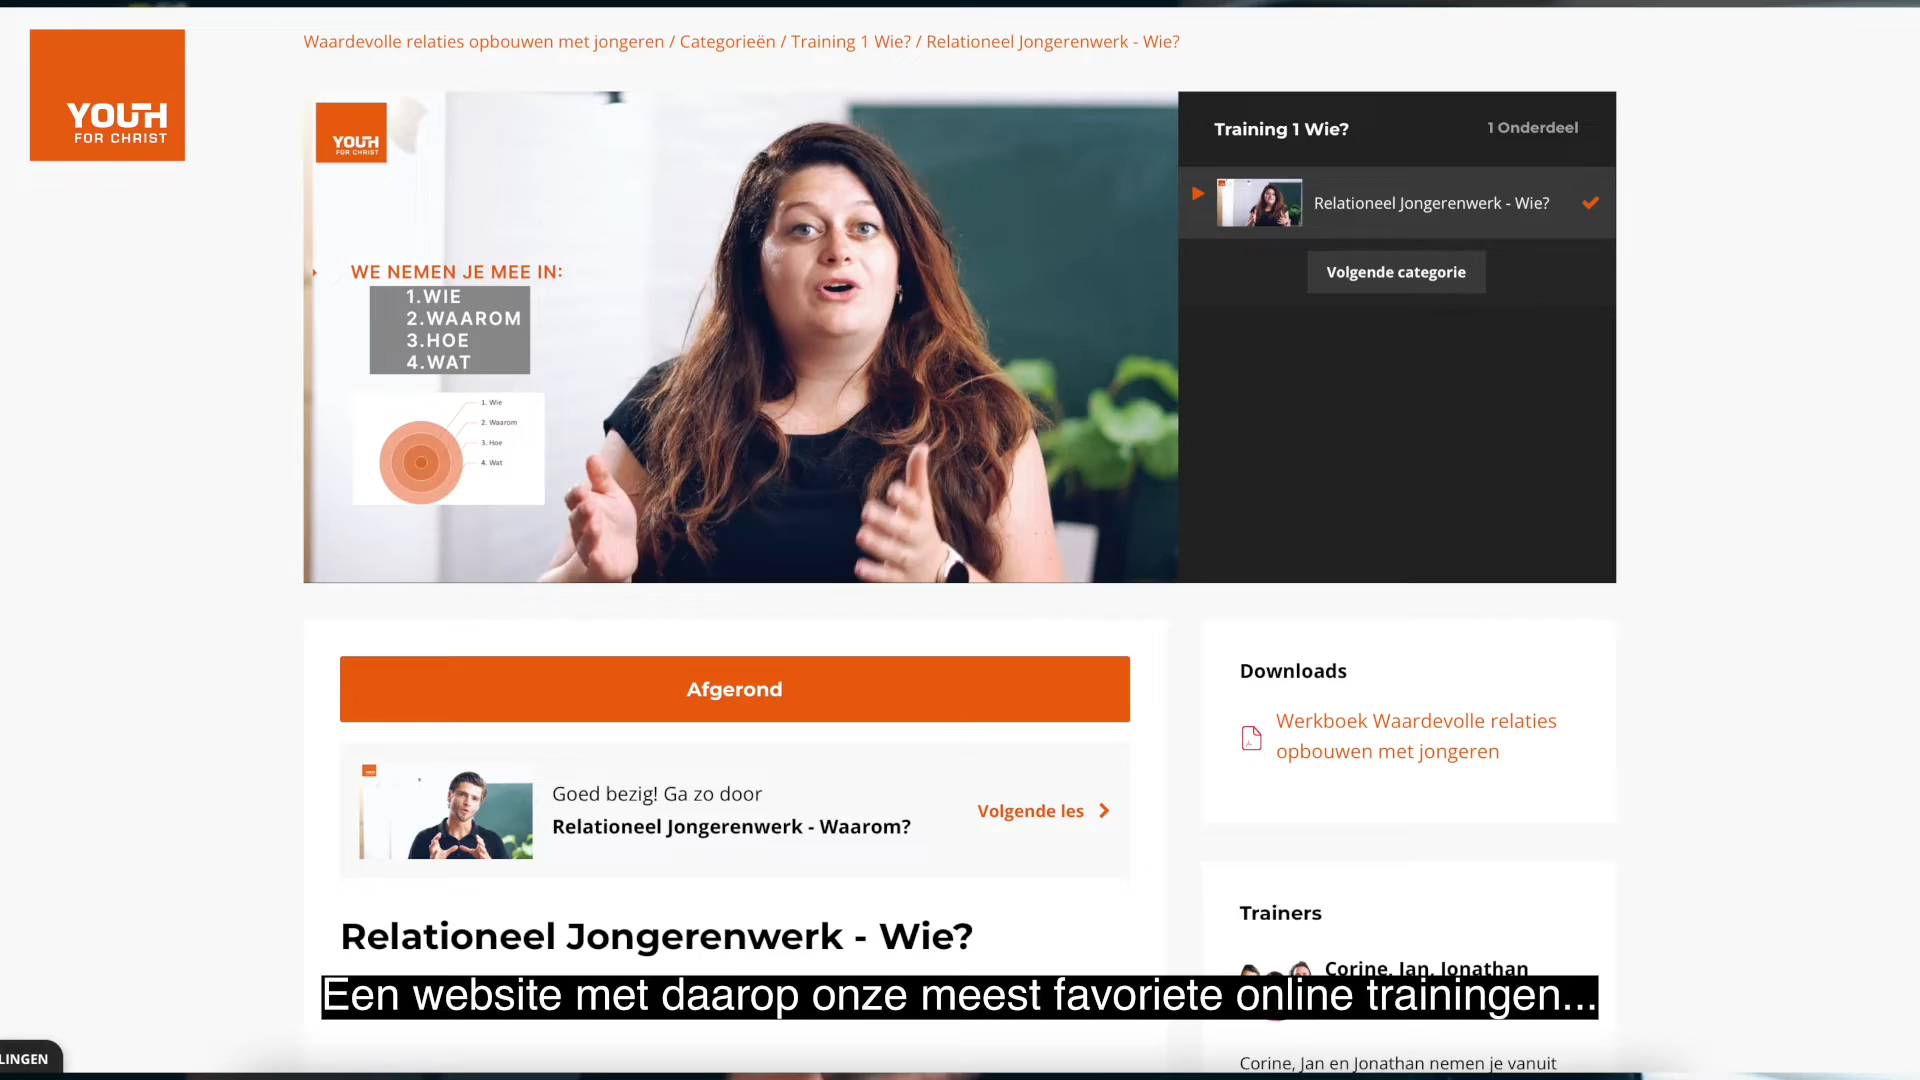 YOUTH
FOR CHRIST
Waardevolle relaties opbouwen met jongeren / Categorieën / Training 1 Wie? / Relationeel Jongerenwerk - Wie?
YOUTH
FOR CHRIST
WE NEMEN JE MEE IN:
1.WIE
2.WAAROM
3.HOE
4.WAT
1. Wie
2. Waarom
3. Hoe
4. Wat
Training 1 Wie?
1 Onderdeel
Relationeel Jongerenwerk - Wie?
Volgende categorie
Afgerond
Goed bezig! Ga zo door
Relationeel Jongerenwerk - Waarom?
Volgende les
Relationeel Jongerenwerk - Wie?
Downloads
Werkboek Waardevolle relaties
opbouwen met jongeren
Trainers
Corine, Jan, Jonathan
Een website met daarop onze meest favoriete online trainingen...
LINGEN
Corine, Jan en Jonathan nemen je vanuit